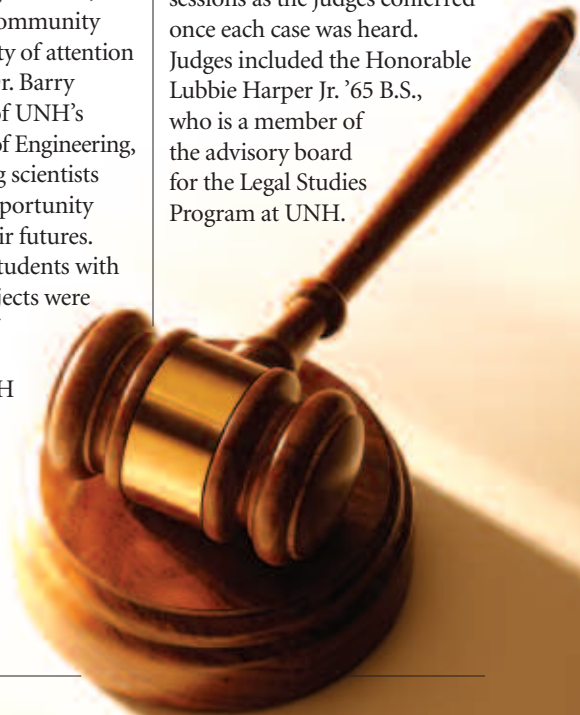 ommunity
ty of attention
r. Barry
of UNH's
of Engineering,
g scientists
portunity
ir futures.
tudents with
jects were
H
sessions as the judges conferred
once each case was heard.
Judges included the Honorable
Lubbie Harper Jr. ’65 B.S.,
who is a member of
the advisory board
for the Legal Studies
Program at UNH.